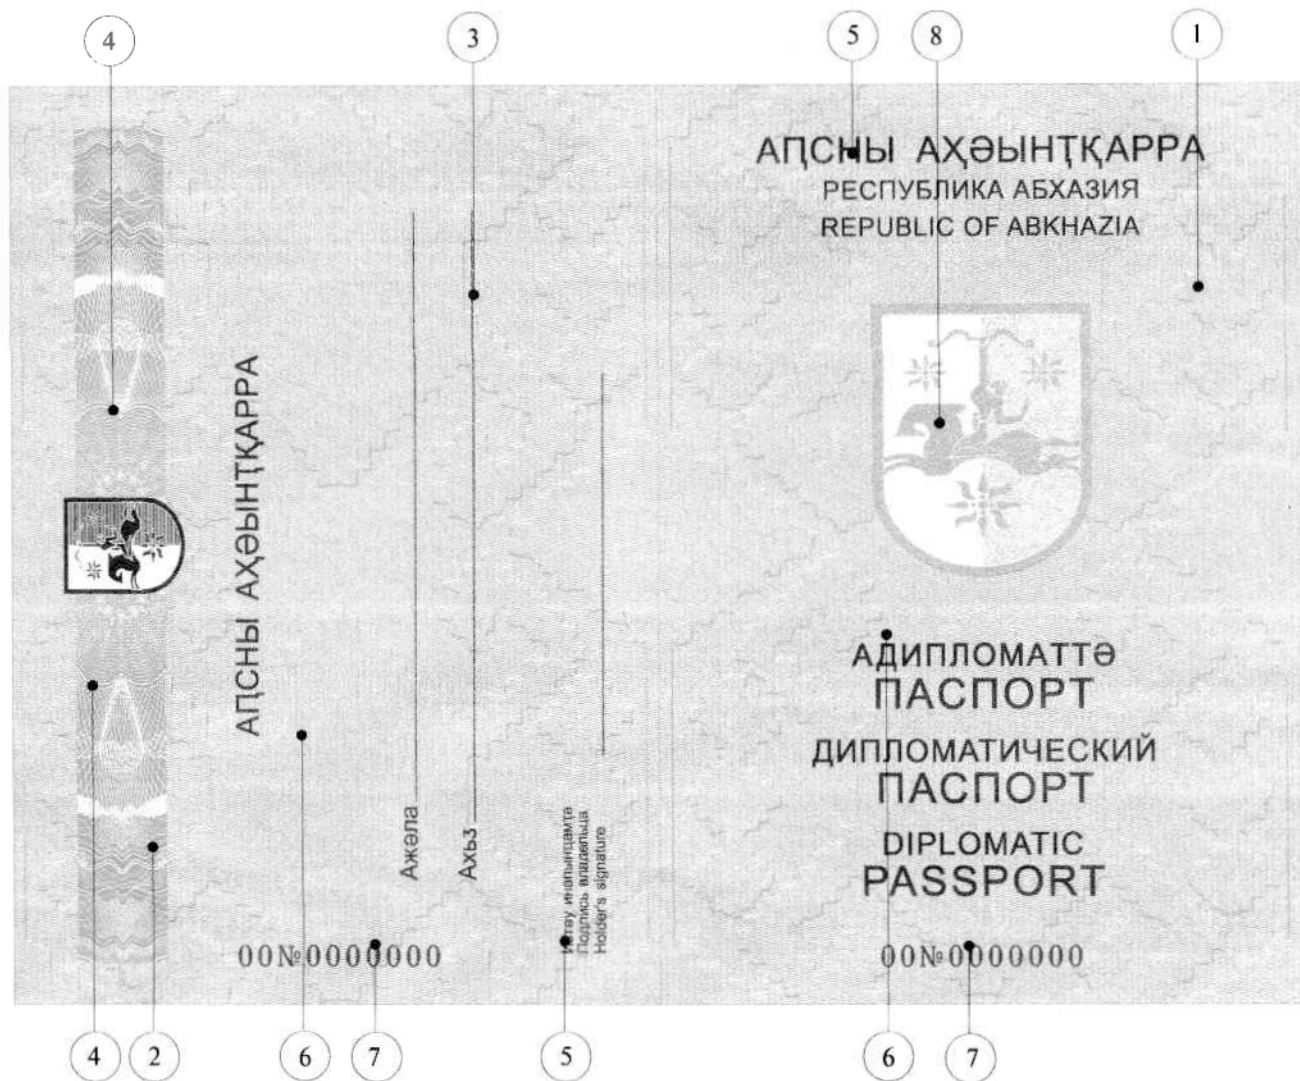 4
3
5
8
1
АԤСНЫ АҲӘЫНҬҚАРРА
РЕСПУБЛИКА АБХАЗИЯ
REPUBLIC OF ABKHAZIA
АԤСНЫ АҲӘЫНҬҚАРРА
Ажәла
Ахьӡ
Подпись владельца
Holder's signature
00№0000000
АДИПЛОМАТТӘ
ПАСПОРТ
ДИПЛОМАТИЧЕСКИЙ
ПАСПОРТ
DIPLOMATIC
PASSPORT
00№0000000
4
2
6
7
5
6
7